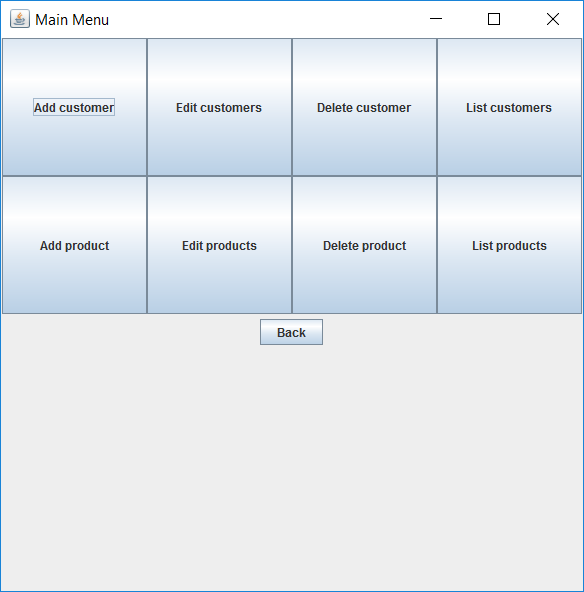 Main Menu
Add customer
Edit customers
Delete customer
List customers
Add product
Edit products
Delete product
List products
Back